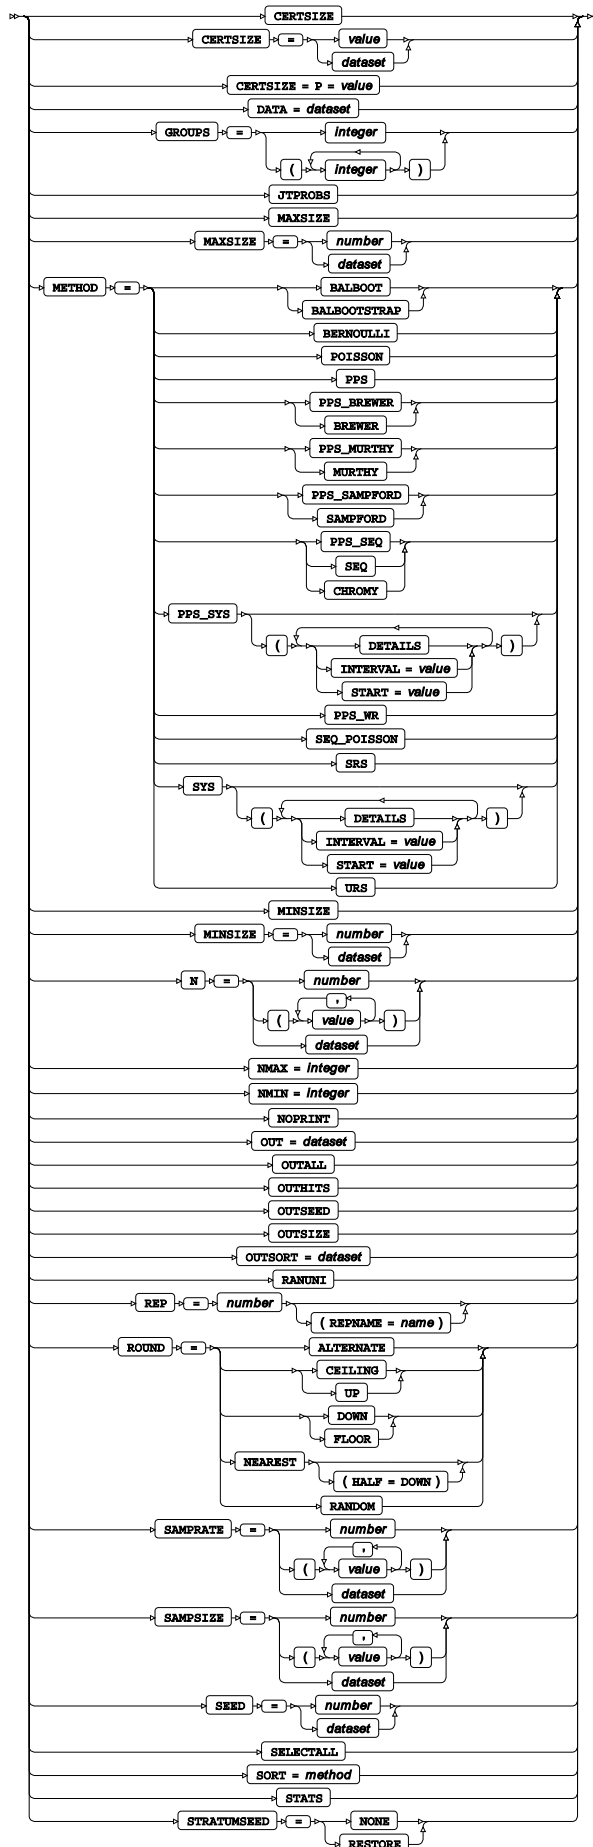 CERTSIZE
CERTSIZE = value
dataset
CERTSIZE = P = value
DATA = dataset
GROUPS = integer
( integer )
JTPROBS
MAXSIZE
MAXSIZE = number
dataset
METHOD = BALBOOT
BALBOOTSTRAP
BERNOULLI
POISSON
PPS
PPS_BREWER
BREWER
PPS_MURTHY
MURTHY
PPS_SAMPFORD
SAMPFORD
PPS_SEQ
SEQ
CHROMY
PPS_SYS
( DETAILS )
INTERVAL = value
START = value
PPS_WR
SEQ_POISSON
SRS
SYS
( DETAILS )
INTERVAL = value
START = value
URS
MINSIZE
MINSIZE = number
dataset
N = number
,
( value )
dataset
NMAX = integer
NMIN = integer
NOPRINT
OUT = dataset
OUTALL
OUTHITS
OUTSEED
OUTSIZE
OUTSORT = dataset
RANUNI
REP = number
( REPNAME = name )
ROUND = ALTERNATE
CEILING
UP
DOWN
FLOOR
NEAREST
( HALF = DOWN )
RANDOM
SAMPRATE = number
,
( value )
dataset
SAMPSIZE = number
,
( value )
dataset
SEED = number
dataset
SELECTALL
SORT = method
STATS
STRATUMSEED = NONE
RESTORE